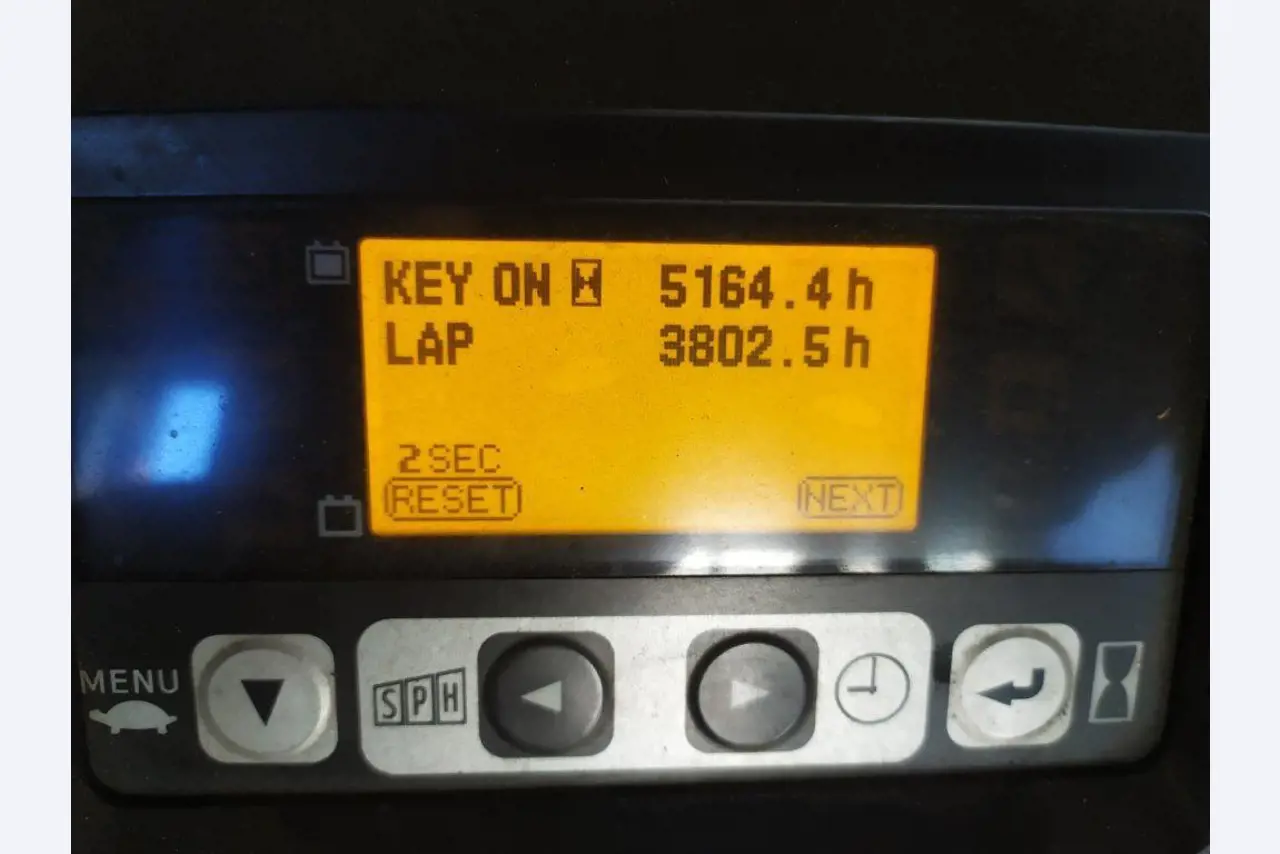 KEY ON 5164.4 h
LAP 3802.5 h
2 SEC
RESET NEXT
MENU SPH